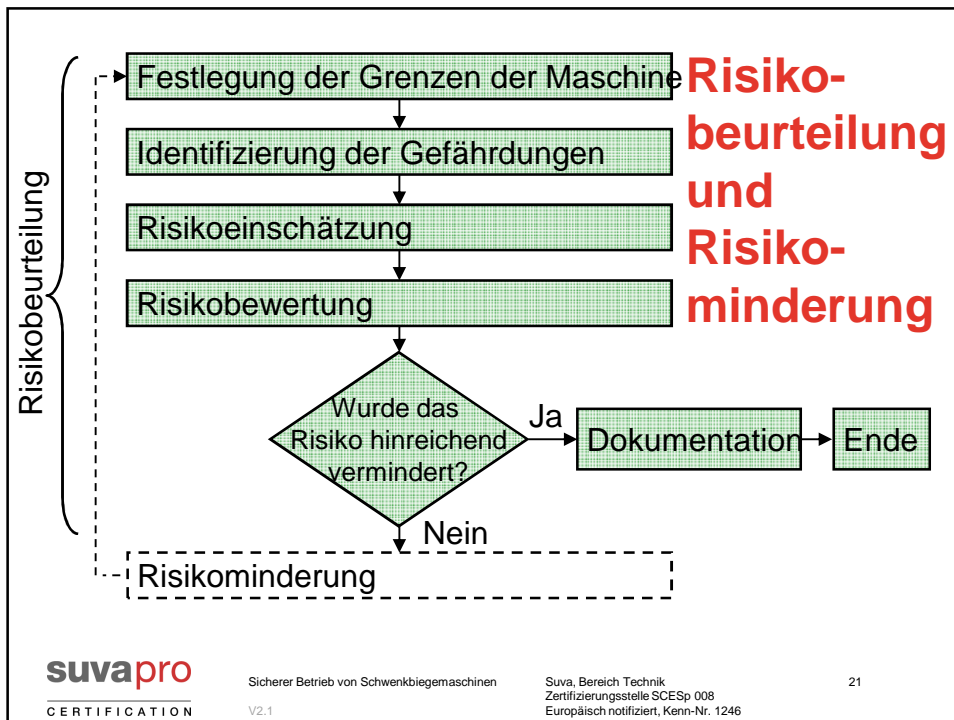 Festlegung der Grenzen der Maschine
Risiko-
beurteilung
und
Risiko-
minderung
Identifizierung der Gefährdungen
Risikoeinschätzung
Risikobewertung
Risikobeurteilung
Wurde das
Risiko hinreichend
vermindert?
Ja
Dokumentation
Ende
Nein
Risikominderung
suvapro
CERTIFICATION
Sicherer Betrieb von Schwenkbiegemaschinen
V2.1
Suva, Bereich Technik
Zertifizierungsstelle SCESp 008
Europäisch notifiziert, Kenn-Nr. 1246
21